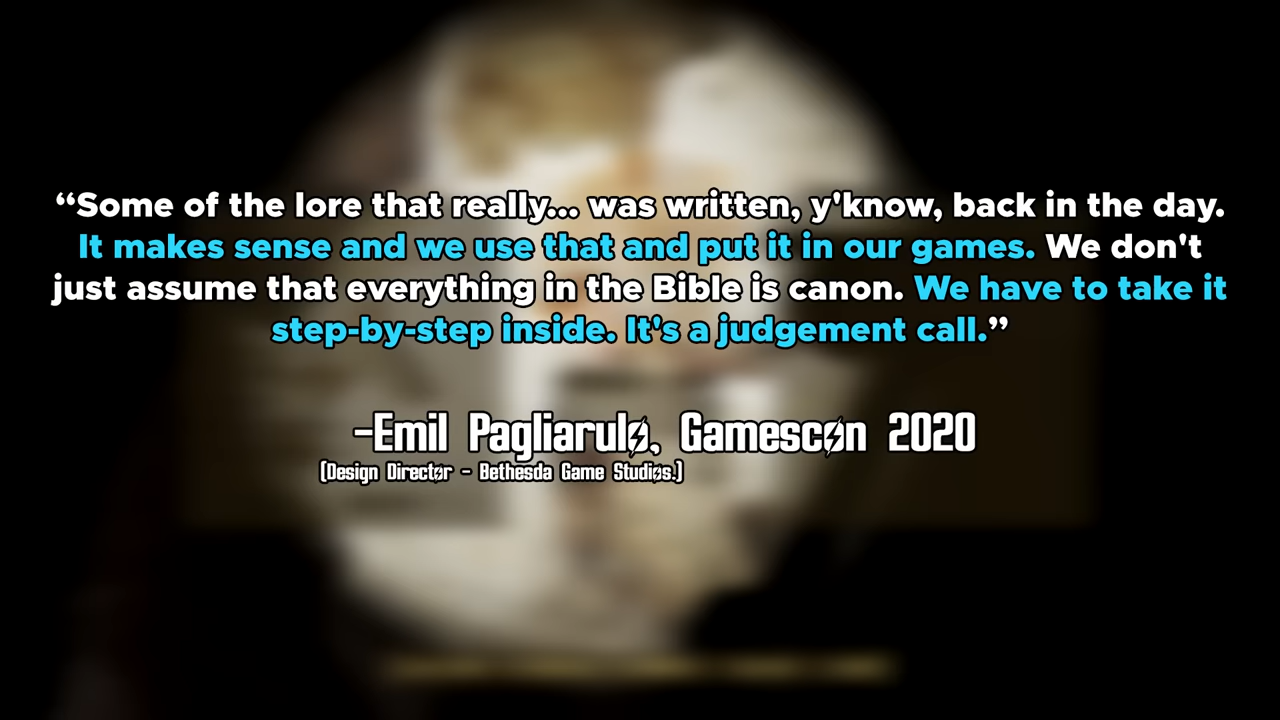 “Some of the lore that really... was written, y'know, back in the day.
It makes sense and we use that and put it in our games. We don't
just assume that everything in the Bible is canon. We have to take it
step-by-step inside. It's a judgement call.”
-Emil Pagliarulo, Gamescon 2020
(Design Director - Bethesda Game Studios.)